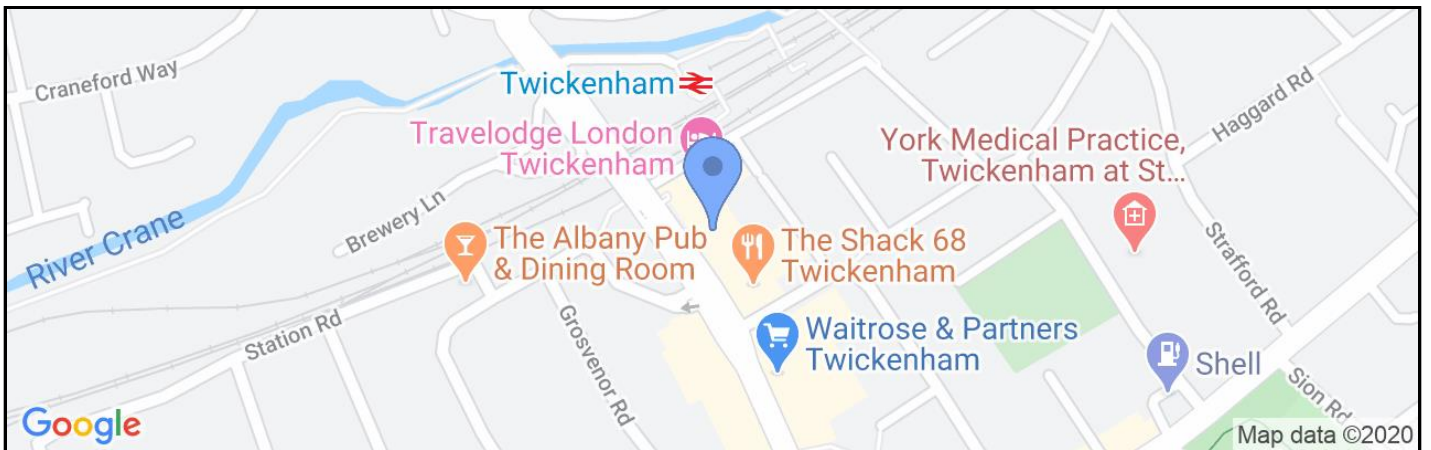 Craneford Way
Twickenham
Haggard Rd
Travelodge London
Twickenham
York Medical Practice,
Twickenham at St...
River Crane
Brewery Ln
The Albany Pub
& Dining Room
The Shack 68
Twickenham
Strafford Rd
Station Rd
Grosvenor Rd
Waitrose & Partners
Twickenham
Shell
Sion Rd
Google
Map data ©2020